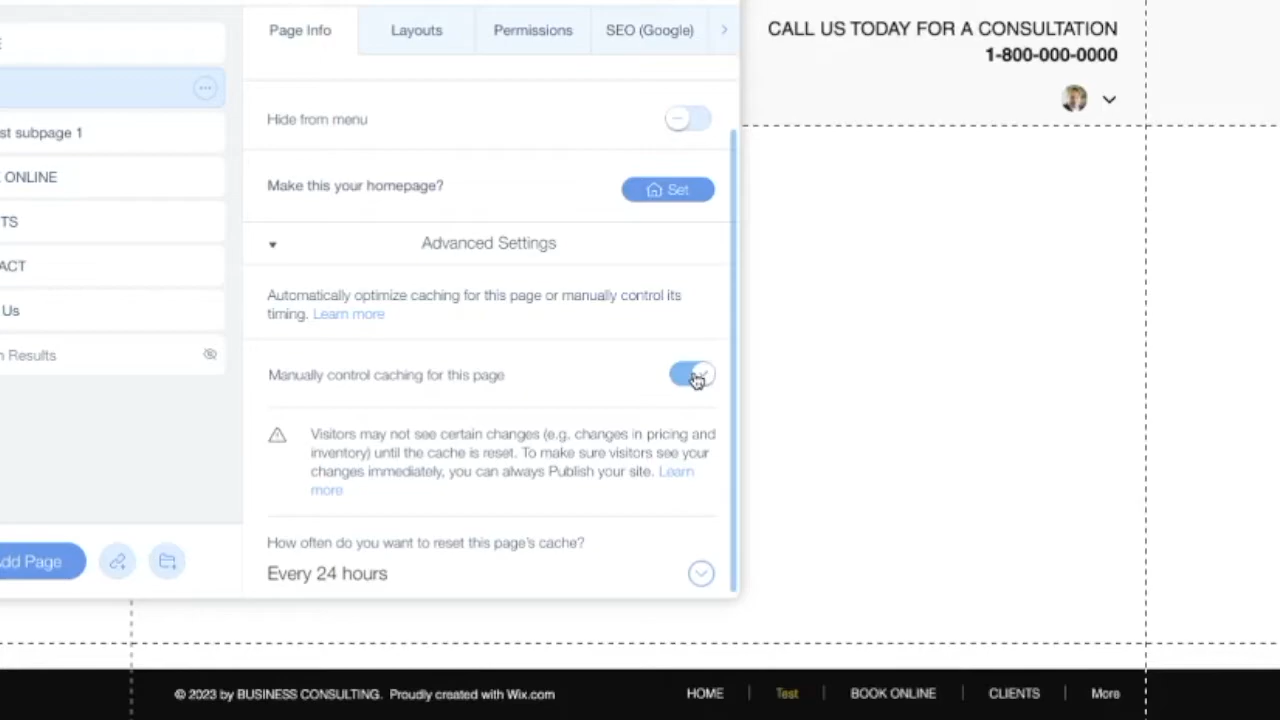 Page Info
Layouts
Permissions
SEO (Google)
CALL US TODAY FOR A CONSULTATION
1-800-000-0000
st subpage 1
ONLINE
TS
ACT
Us
n Results
Hide from menu
Make this your homepage?
Set
Advanced Settings
Automatically optimize caching for this page or manually control its
timing. Learn more
Manually control caching for this page
Visitors may not see certain changes (e.g. changes in pricing and
inventory) until the cache is reset. To make sure visitors see your
changes immediately, you can always Publish your site. Learn
more
How often do you want to reset this page's cache?
Every 24 hours
dd Page
© 2023 by BUSINESS CONSULTING. Proudly created with Wix.com
HOME | Test | BOOK ONLINE | CLIENTS | More